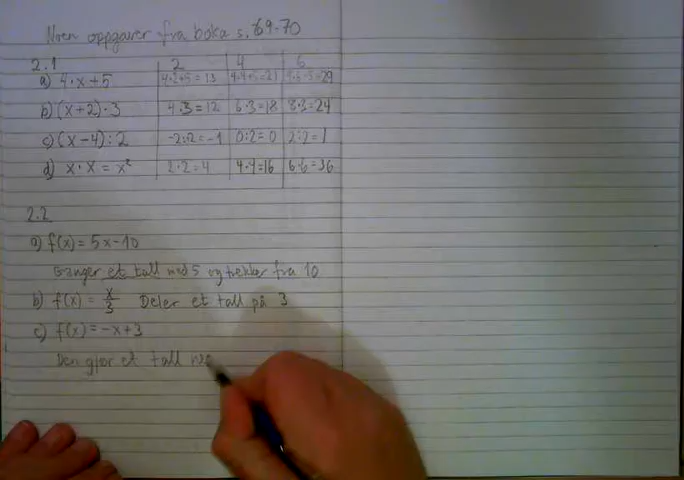 Noen oppgaver fra boka s. 69-70
2.1 2 4 6
a) 4·x+5 4·2+5=13 4·4+5=21 4·6+5=29
b) (x+2)·3 4·3=12 6·3=18 8·3=24
c) (x-4):2 -2:2=-1 0:2=0 2:2=1
d) x·x=x² 2·2=4 4·4=16 6·6=36
2.2
a) f(x)=5x-10
Ganger et tall med 5 og trekker fra 10
b) f(x)=x/3 Deler et tall på 3
c) f(x)=-x+3
Den gjør et tall